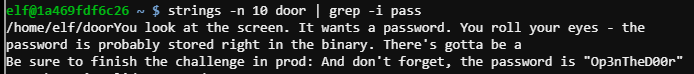 elf@1a469fdf6c26 ~ $ strings -n 10 door | grep -i pass
/home/elf/doorYou look at the screen. It wants a password. You roll your eyes - the
password is probably stored right in the binary. There's gotta be a
Be sure to finish the challenge in prod: And don't forget, the password is "Op3nTheD00r"